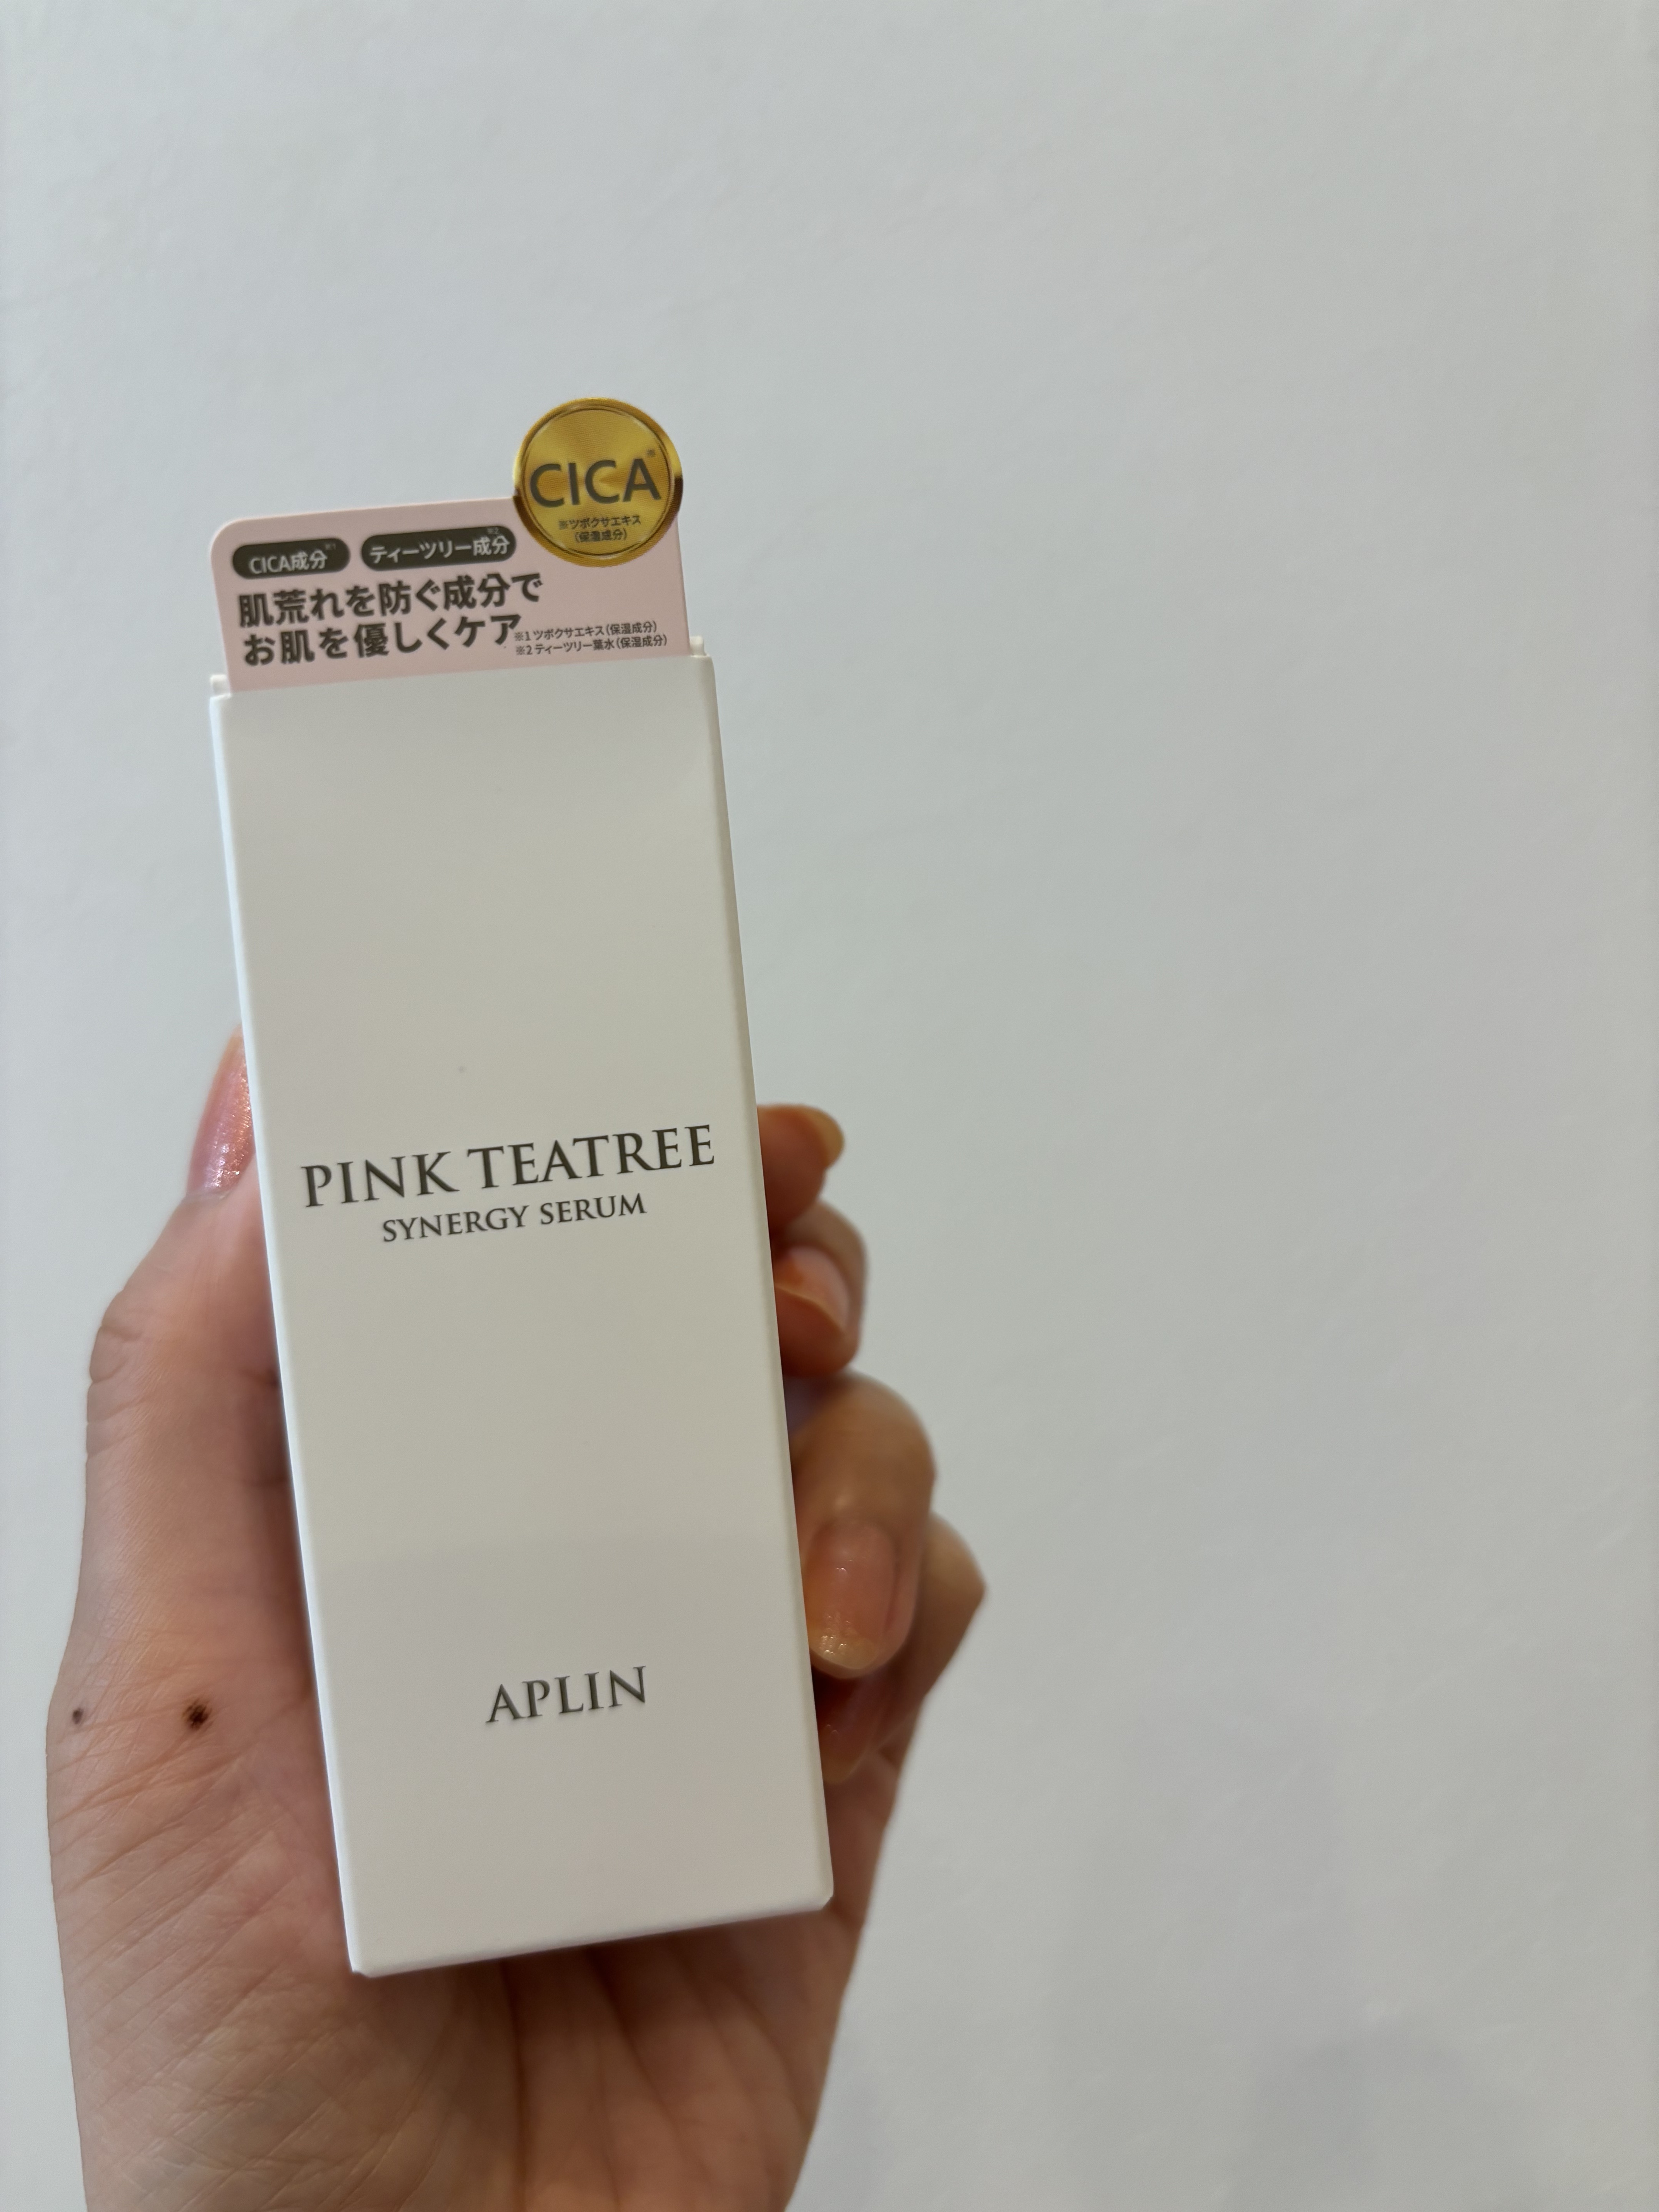 CICA※
※ツボクサエキス
(保湿成分)
CICA成分※1 ティーツリー成分※2
肌荒れを防ぐ成分で
お肌を優しくケア
※1 ツボクサエキス(保湿成分)
※2 ティーツリー葉水(保湿成分)
PINK TEATREE
SYNERGY SERUM
APLIN